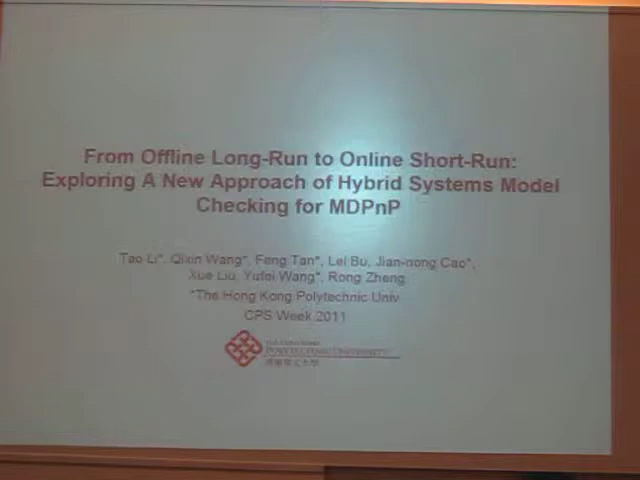 From Offline Long-Run to Online Short-Run:
Exploring A New Approach of Hybrid Systems Model
Checking for MDPnP
Tao Li*, Qixin Wang*, Feng Tan*, Lei Bu, Jian-nong Cao*,
Xue Liu, Yufei Wang*, Rong Zheng
*The Hong Kong Polytechnic Univ
CPS Week 2011
POLYTECHNIC UNIVERSITY